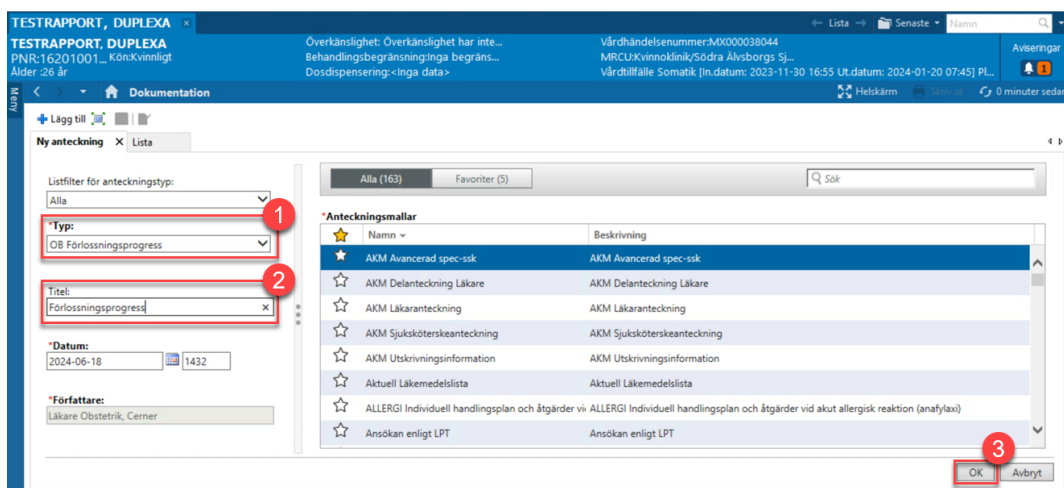 TESTRAPPORT, DUPLEXA ×
← Lista → Senaste Namn
TESTRAPPORT, DUPLEXA
PNR:16201001... Kön:Kvinnligt
Ålder :26 år
Överkänslighet: Överkänslighet har inte...
Behandlingsbegränsning:Inga begräns...
Dosdispensering:<Inga data>
Vårdhändelsenummer:MX000038044
MRCU:Kvinnoklinik/Södra Älvsborgs Sj...
Vårdtillfälle Somatik [In.datum: 2023-11-30 16:55 Ut.datum: 2024-01-20 07:45] Pl...
Aviseringar
1
Meny
Dokumentation
Helskärm Skriv ut 0 minuter sedan
Lägg till
Ny anteckning × Lista
Listfilter för anteckningstyp:
Alla
1
*Typ:
OB Förlossningsprogress
2
Titel:
Förlossningsprogress ×
*Datum:
2024-06-18 1432
*Författare:
Läkare Obstetrik, Cerner
Alla (163) Favoriter (5) Sök
*Anteckningsmallar
Namn Beskrivning
AKM Avancerad spec-ssk AKM Avancerad spec-ssk
AKM Delanteckning Läkare AKM Delanteckning Läkare
AKM Läkaranteckning AKM Läkaranteckning
AKM Sjuksköterskeanteckning AKM Sjuksköterskeanteckning
AKM Utskrivningsinformation AKM Utskrivningsinformation
Aktuell Läkemedelslista Aktuell Läkemedelslista
ALLERGI Individuell handlingsplan och åtgärder vi ALLERGI Individuell handlingsplan och åtgärder vid akut allergisk reaktion (anafylaxi)
Ansökan enligt LPT Ansökan enligt LPT
3
OK Avbryt